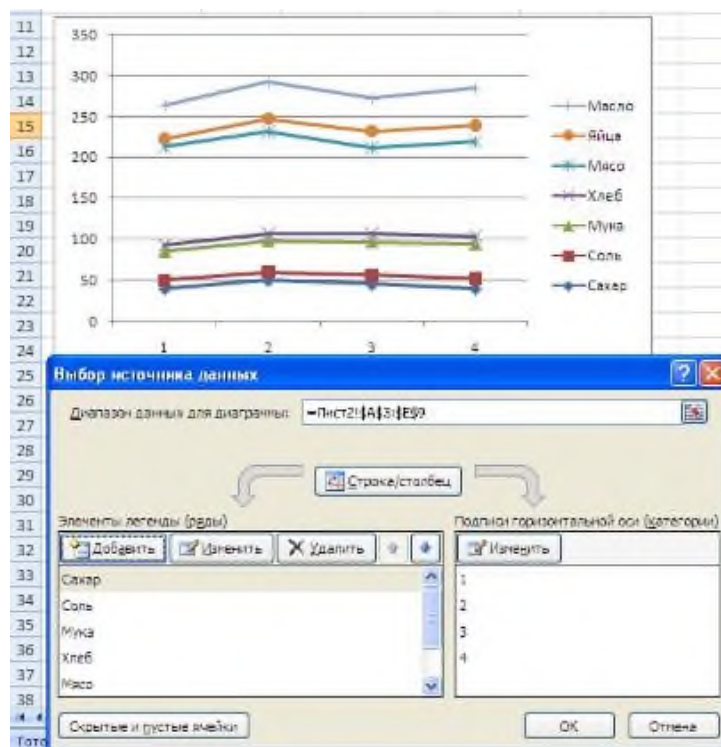 11
12
13
14
15
16
17
18
19
20
21
22
23
24
25
26
27
28
29
30
31
32
33
34
35
36
37
38
350
300
250
200
150
100
50
0
1 2 3 4
Масло
Яйца
Мясо
Хлеб
Мука
Соль
Сахар
Выбор источника данных
Диапазон данных для диаграммы: =Лист2!$A$3:$E$9
Строка/столбец
Элементы легенды (ряды)
Добавить Изменить Удалить
Сахар
Соль
Мука
Хлеб
Мясо
Подписи горизонтальной оси (категории)
Изменить
1
2
3
4
Скрытые и пустые ячейки
ОК Отмена
Гото